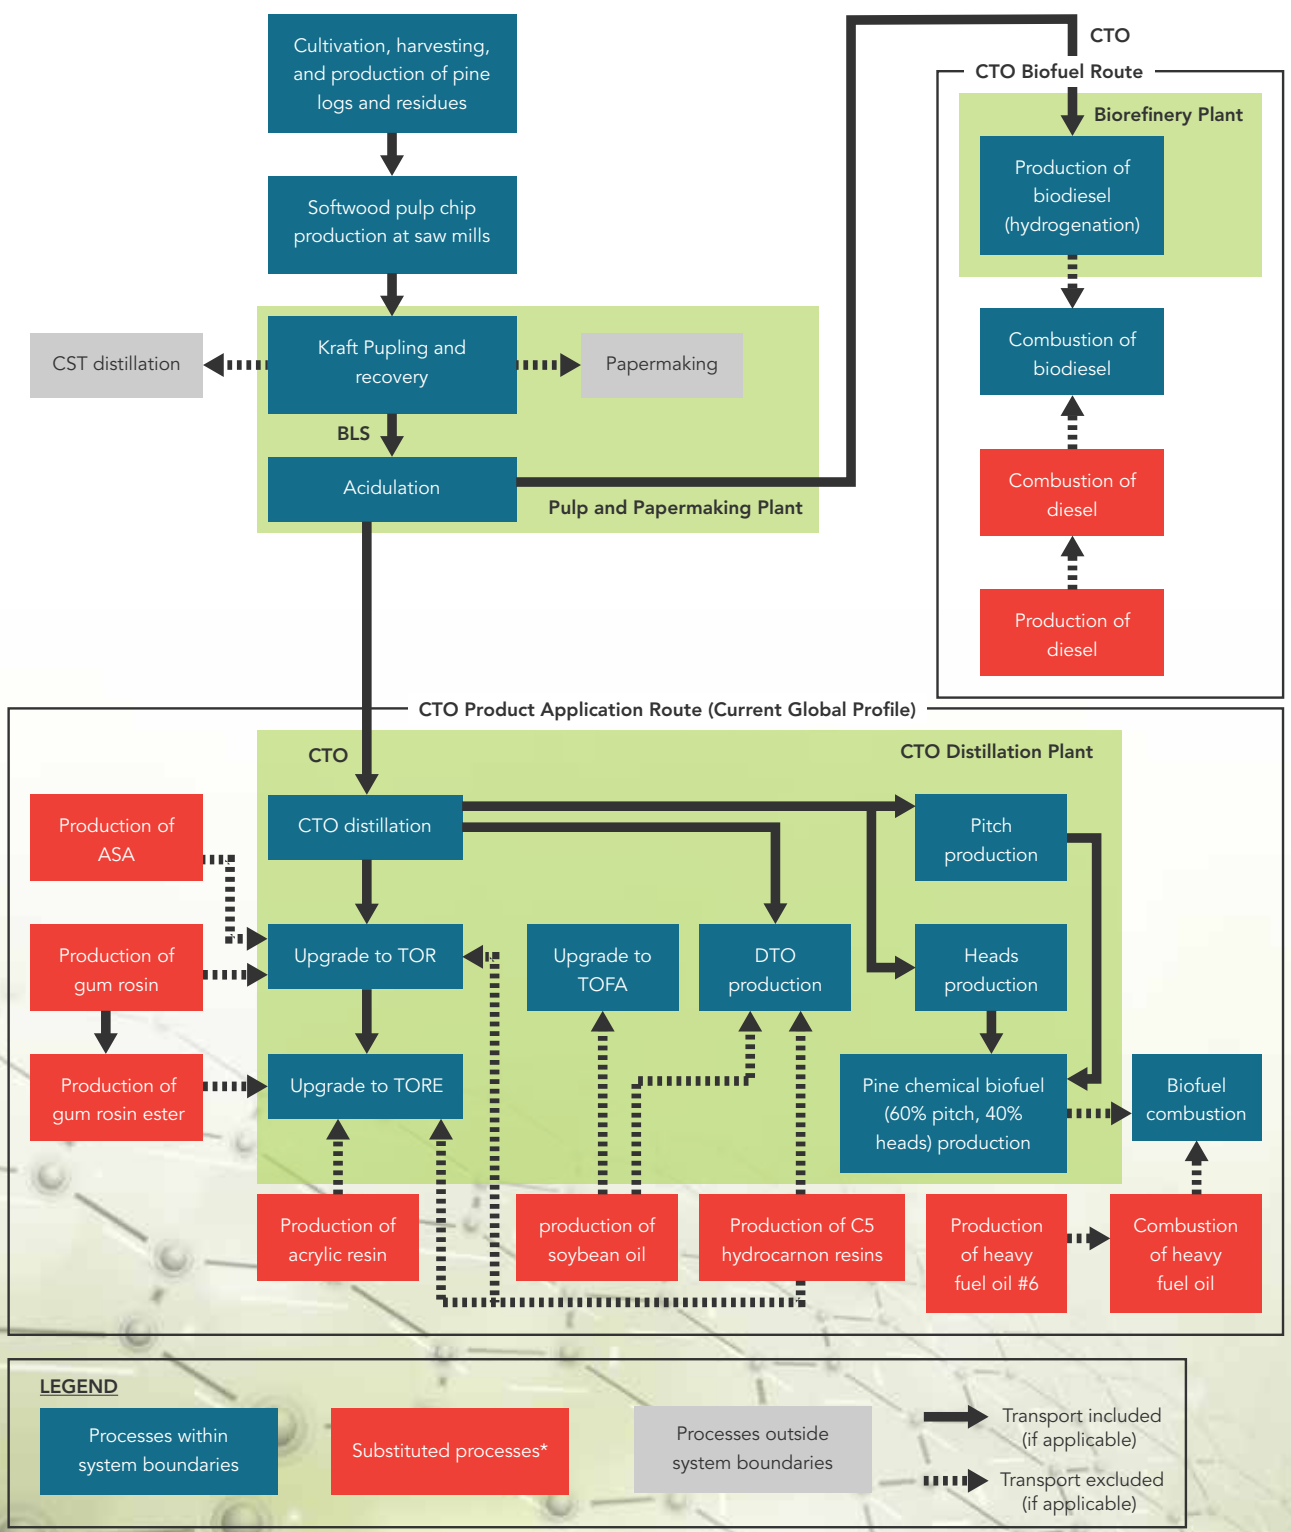 Cultivation, harvesting,
and production of pine
logs and residues
CTO
CTO Biofuel Route
Biorefinery Plant
Production of
biodiesel
(hydrogenation)
Softwood pulp chip
production at saw mills
CST distillation
Kraft Pupling and
recovery
Papermaking
Combustion of
biodiesel
BLS
Acidulation
Pulp and Papermaking Plant
Combustion of
diesel
Production of
diesel
CTO Product Application Route (Current Global Profile)
CTO
CTO Distillation Plant
Production of
ASA
CTO distillation
Pitch
production
Production of
gum rosin
Upgrade to TOR
Upgrade to
TOFA
DTO
production
Heads
production
Production of
gum rosin ester
Upgrade to TORE
Pine chemical biofuel
(60% pitch, 40%
heads) production
Biofuel
combustion
Production of
acrylic resin
production of
soybean oil
Production of C5
hydrocarnon resins
Production
of heavy
fuel oil #6
Combustion
of heavy
fuel oil
LEGEND
Processes within
system boundaries
Substituted processes*
Processes outside
system boundaries
Transport included
(if applicable)
Transport excluded
(if applicable)